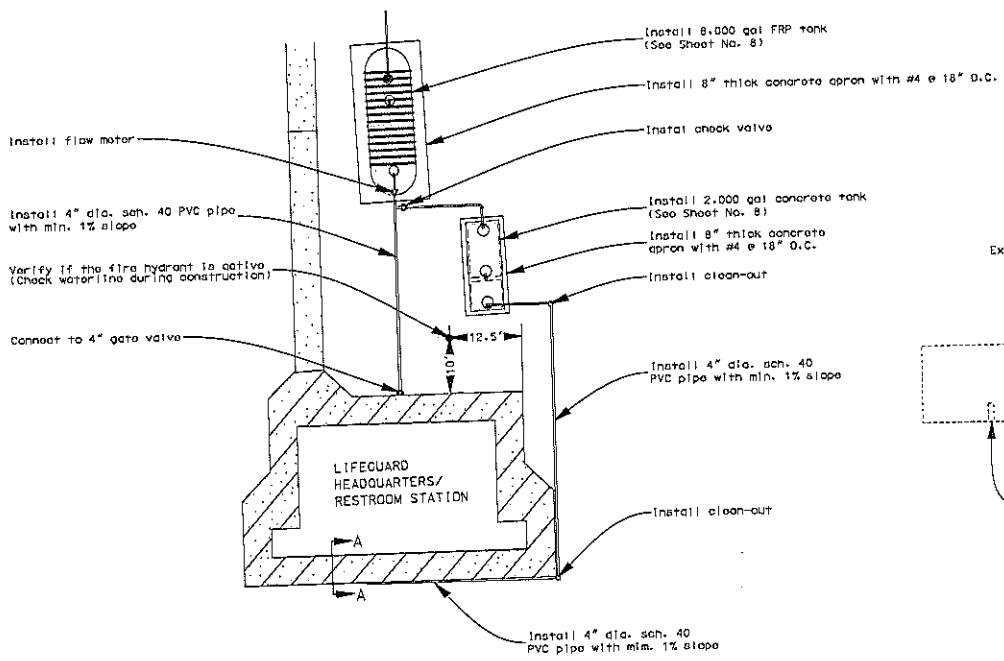 Install 8,000 gal FRP tank
(See Sheet No. 8)
Install 8" thick concrete apron with #4 @ 18" O.C.
Install flow motor
Instal check valve
Install 4" dia. sch. 40 PVC pipe
with min. 1% slope
Install 2,000 gal concrete tank
(See Sheet No. 8)
Install 8" thick concrete
apron with #4 @ 18" O.C.
Verify if the fire hydrant is active
(Check waterline during construction)
Install clean-out
Ex
12.5'
10'
Connect to 4" gate valve
Install 4" dia. sch. 40
PVC pipe with min. 1% slope
LIFEGUARD
HEADQUARTERS/
RESTROOM STATION
Install clean-out
A
A
Install 4" dia. sch. 40
PVC pipe with mim. 1% slope